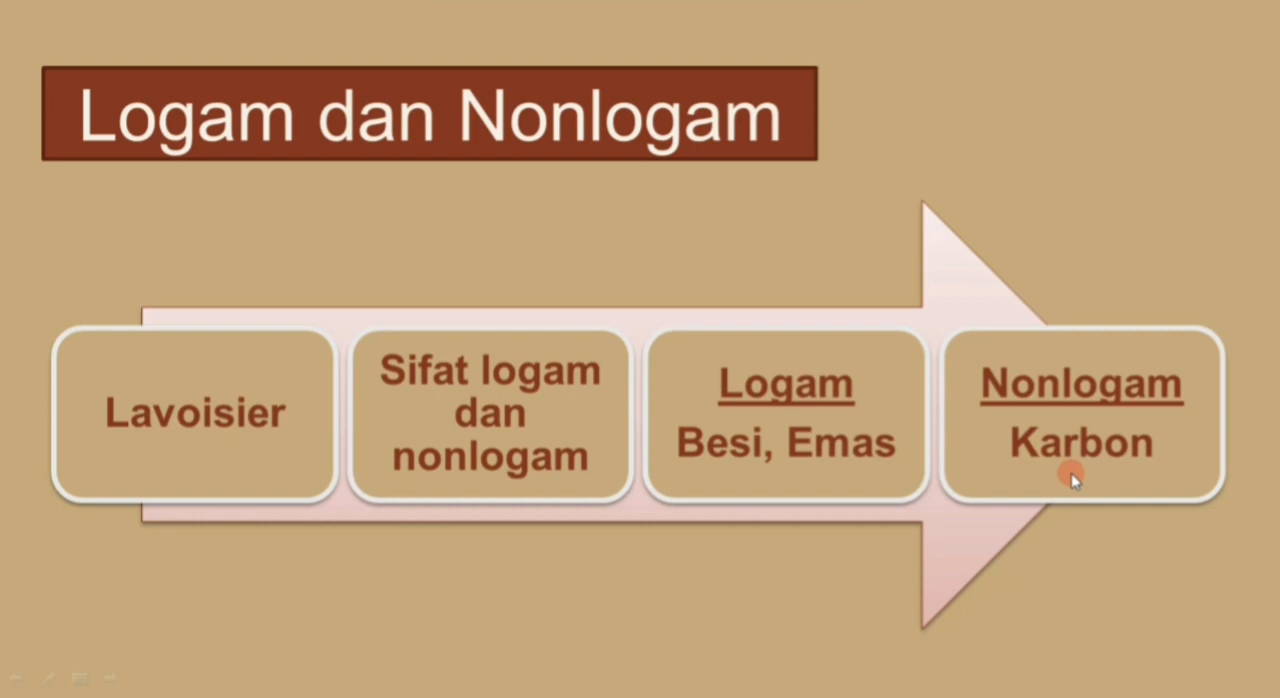 Logam dan Nonlogam
Lavoisier
Sifat logam
dan
nonlogam
Logam
Besi, Emas
Nonlogam
Karbon